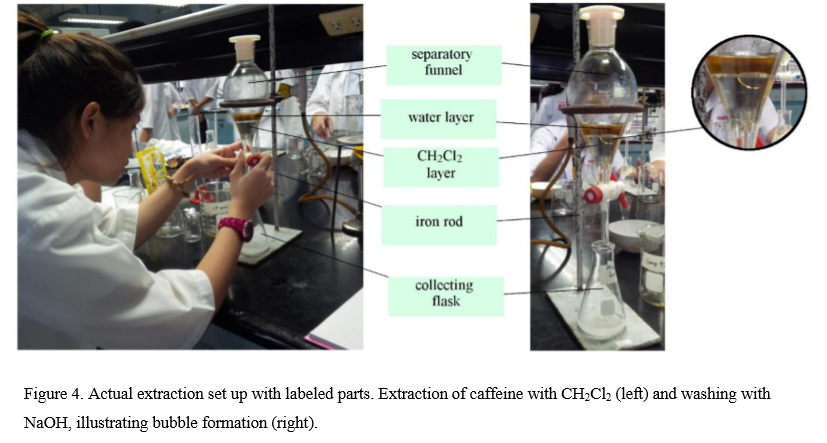 separatory
funnel
water layer
CH₂Cl₂
layer
iron rod
collecting
flask
Figure 4. Actual extraction set up with labeled parts. Extraction of caffeine with CH₂Cl₂ (left) and washing with
NaOH, illustrating bubble formation (right).